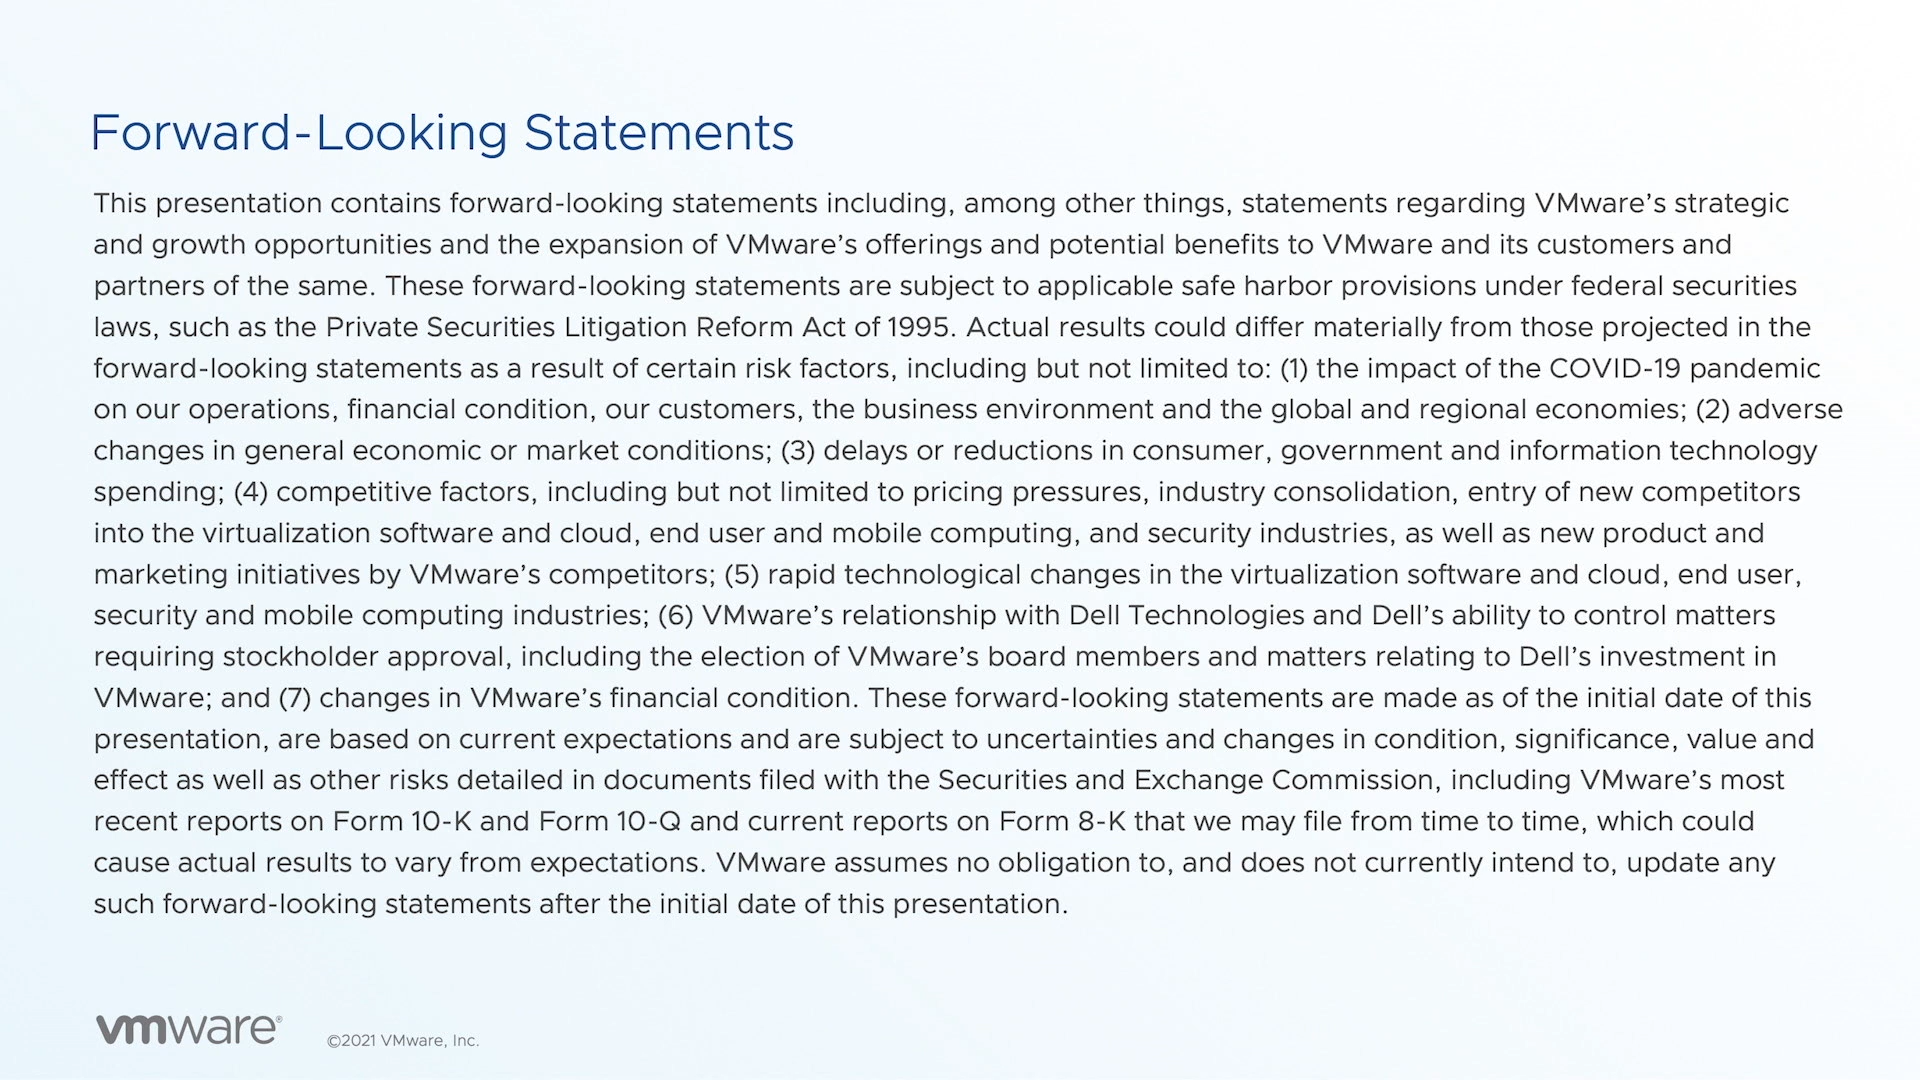 Forward-Looking Statements
This presentation contains forward-looking statements including, among other things, statements regarding VMware’s strategic
and growth opportunities and the expansion of VMware’s offerings and potential benefits to VMware and its customers and
partners of the same. These forward-looking statements are subject to applicable safe harbor provisions under federal securities
laws, such as the Private Securities Litigation Reform Act of 1995. Actual results could differ materially from those projected in the
forward-looking statements as a result of certain risk factors, including but not limited to: (1) the impact of the COVID-19 pandemic
on our operations, financial condition, our customers, the business environment and the global and regional economies; (2) adverse
changes in general economic or market conditions; (3) delays or reductions in consumer, government and information technology
spending; (4) competitive factors, including but not limited to pricing pressures, industry consolidation, entry of new competitors
into the virtualization software and cloud, end user and mobile computing, and security industries, as well as new product and
marketing initiatives by VMware’s competitors; (5) rapid technological changes in the virtualization software and cloud, end user,
security and mobile computing industries; (6) VMware’s relationship with Dell Technologies and Dell’s ability to control matters
requiring stockholder approval, including the election of VMware’s board members and matters relating to Dell’s investment in
VMware; and (7) changes in VMware’s financial condition. These forward-looking statements are made as of the initial date of this
presentation, are based on current expectations and are subject to uncertainties and changes in condition, significance, value and
effect as well as other risks detailed in documents filed with the Securities and Exchange Commission, including VMware’s most
recent reports on Form 10-K and Form 10-Q and current reports on Form 8-K that we may file from time to time, which could
cause actual results to vary from expectations. VMware assumes no obligation to, and does not currently intend to, update any
such forward-looking statements after the initial date of this presentation.
vmware®
©2021 VMware, Inc.